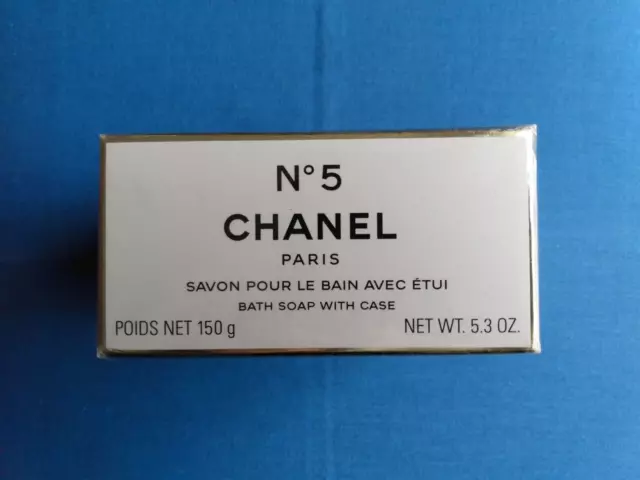 N°5
CHANEL
PARIS
SAVON POUR LE BAIN AVEC ÉTUI
BATH SOAP WITH CASE
POIDS NET 150 g NET WT. 5.3 OZ.